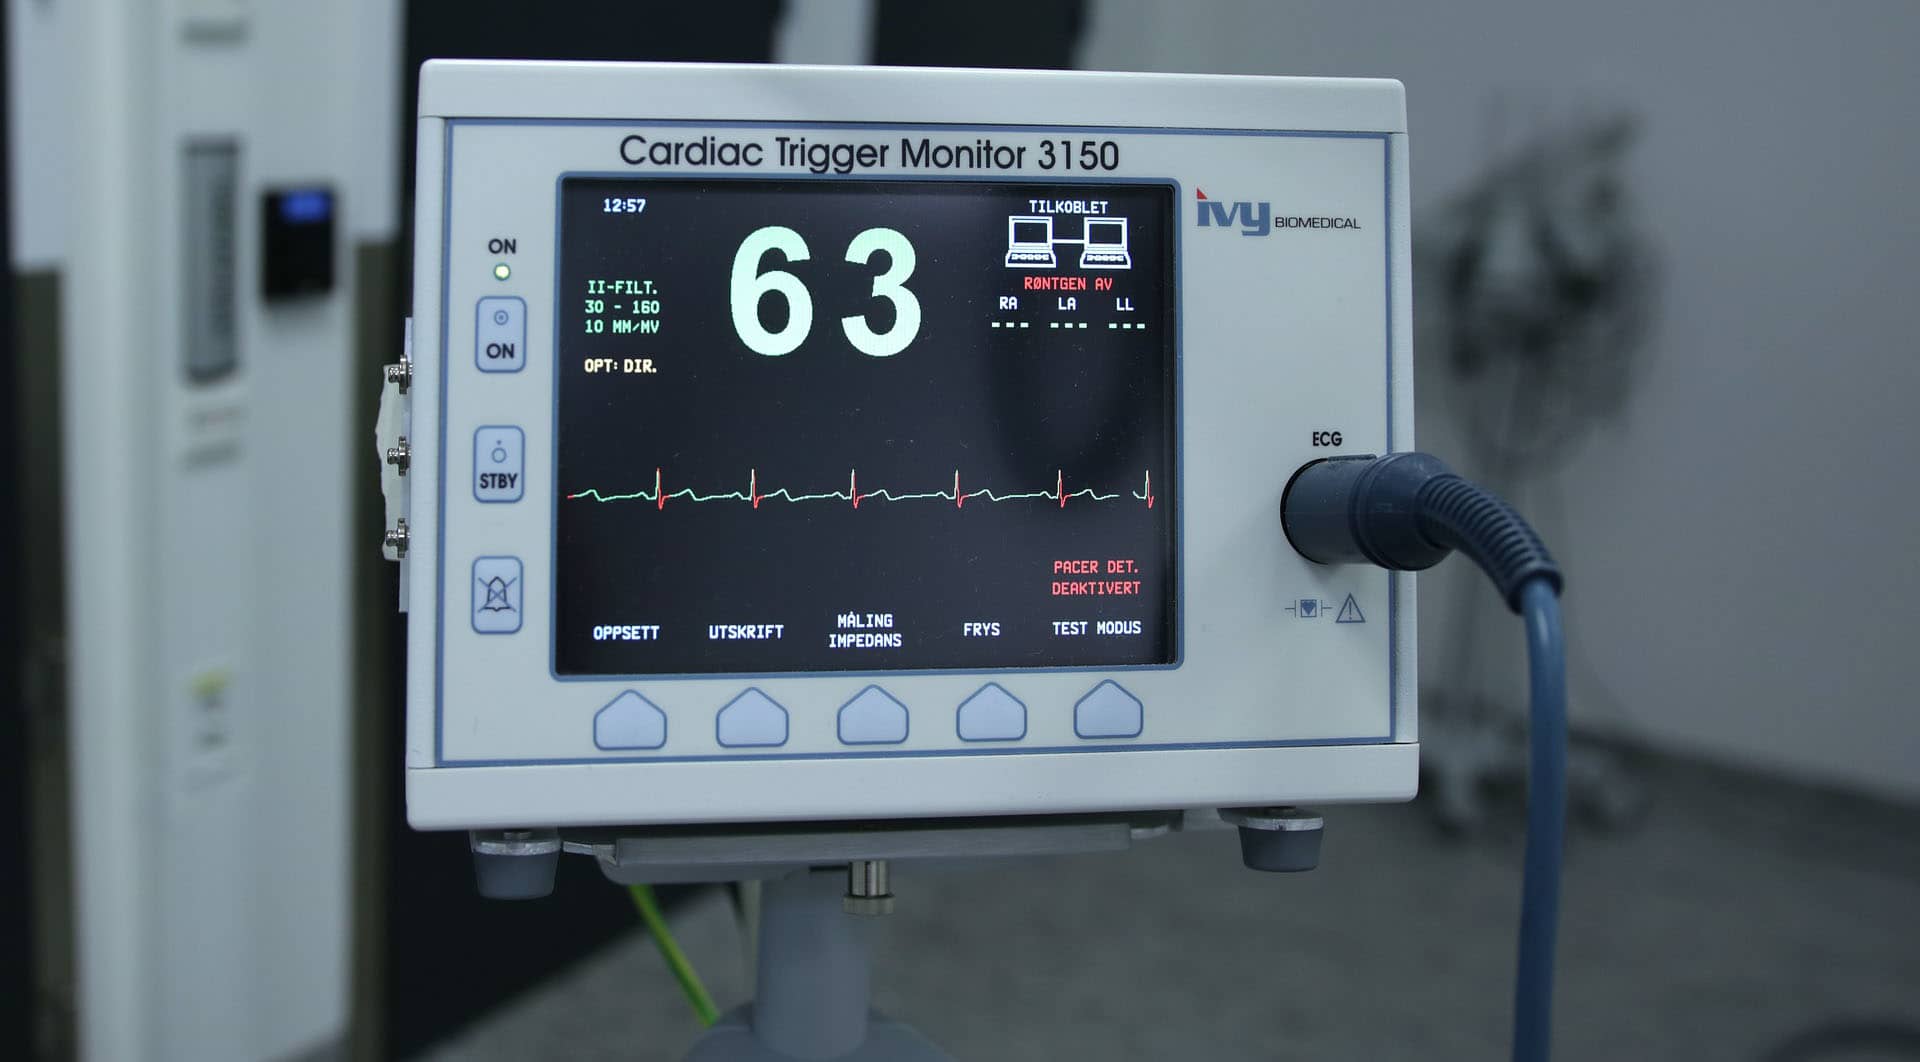 Cardiac Trigger Monitor 3150
ivy BIOMEDICAL
ON
ON
STBY
12:57
63
TILKOBLET
RØNTGEN AV
RA LA LL
--- --- ---
II-FILT.
30 - 160
10 MM/MV
OPT: DIR.
ECG
PACER DET.
DEAKTIVERT
OPPSETT
UTSKRIFT
MÅLING
IMPEDANS
FRYS
TEST MODUS